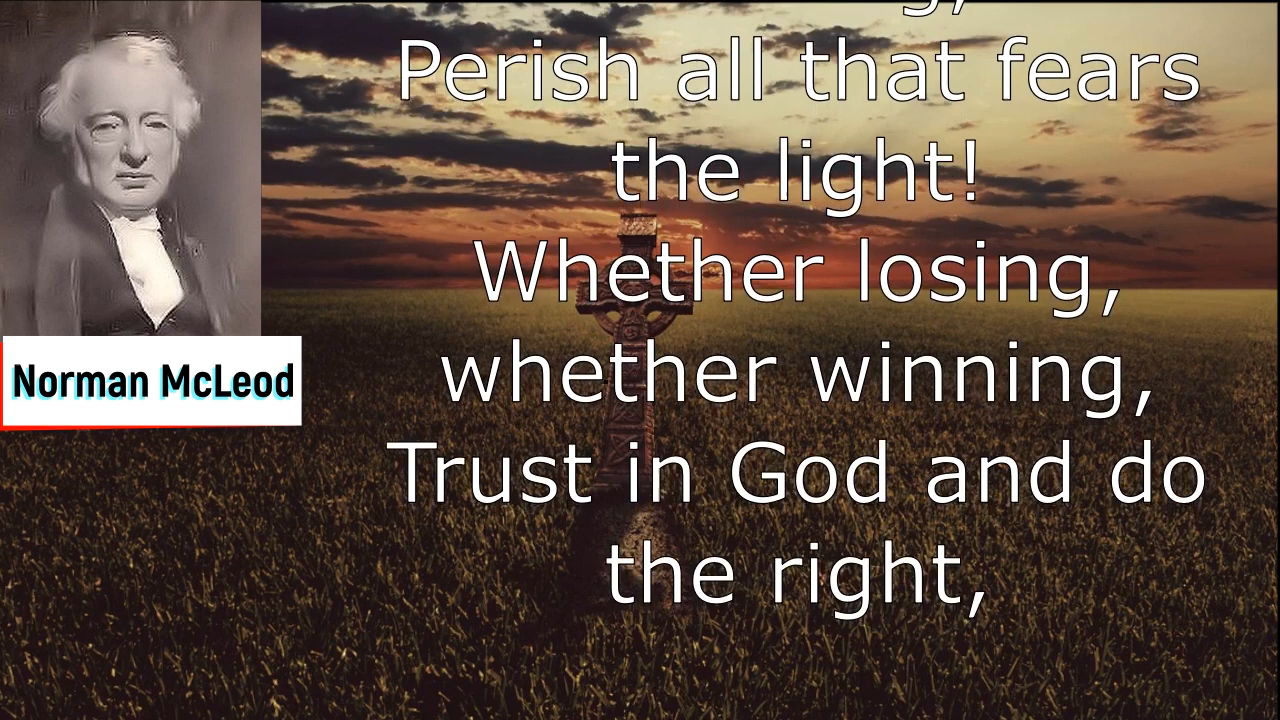 Perish all that fears
the light!
Whether losing,
whether winning,
Trust in God and do
the right,
Norman McLeod